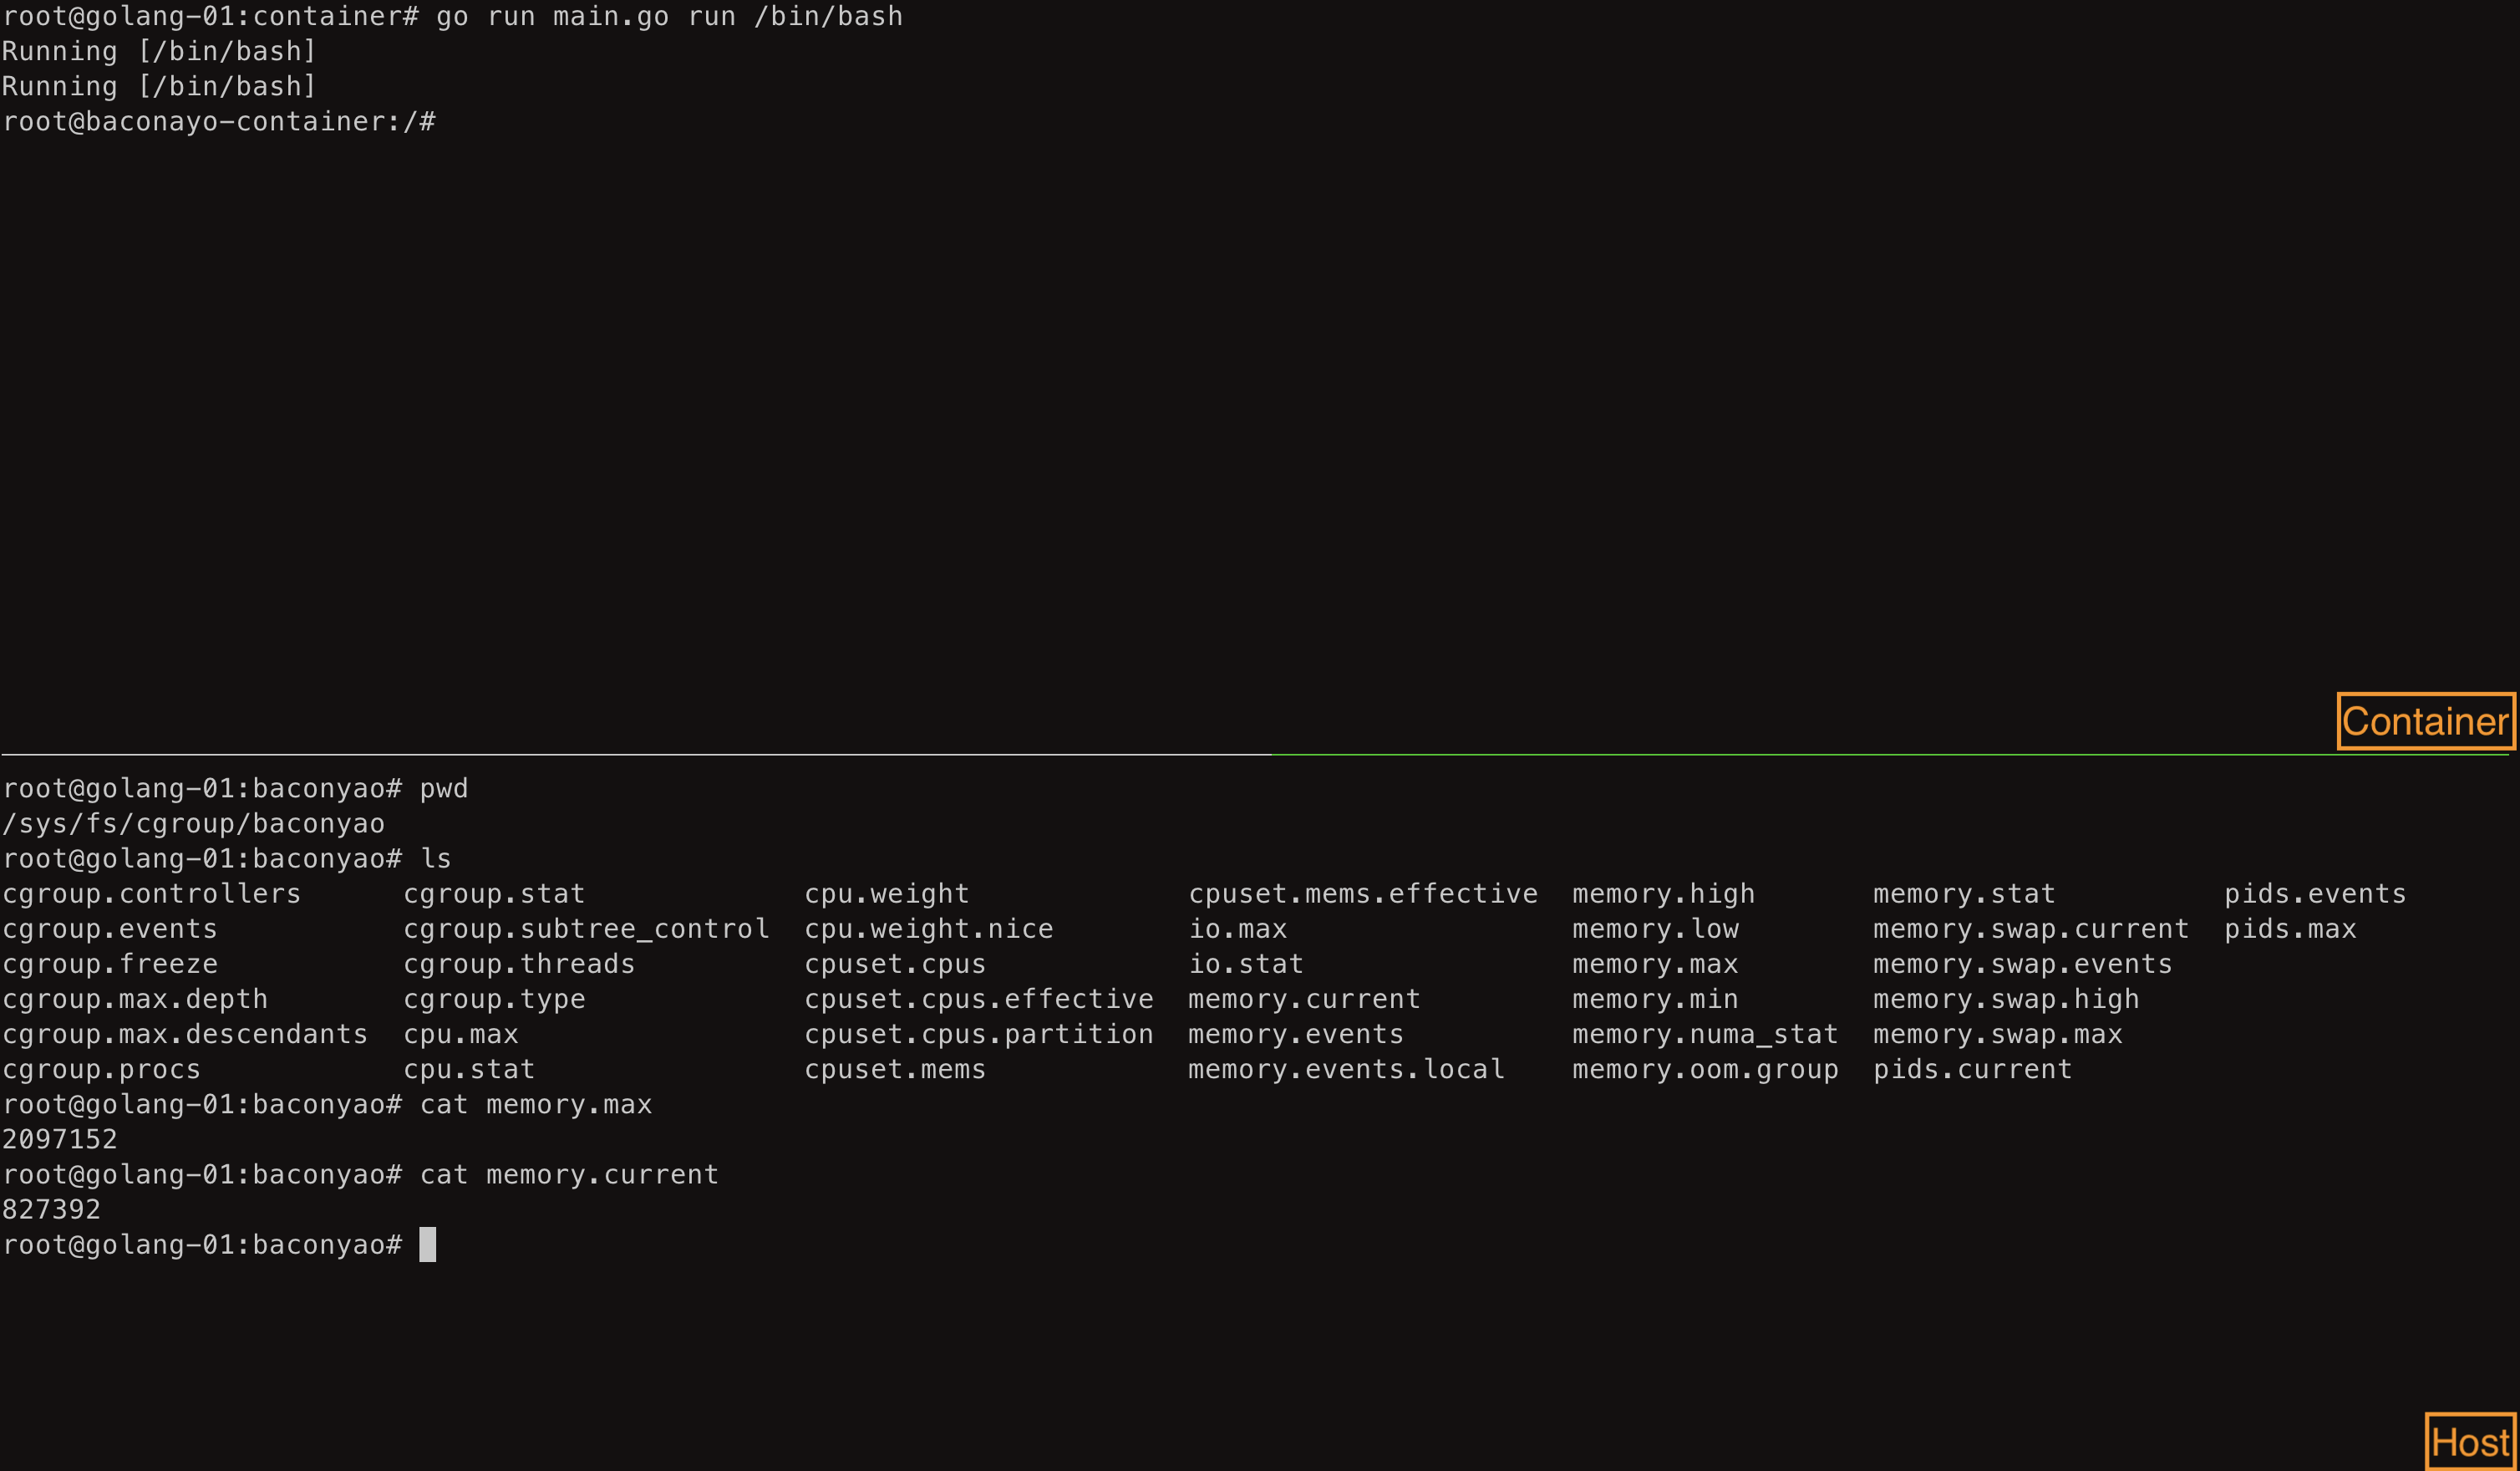 root@golang-01:container# go run main.go run /bin/bash
Running [/bin/bash]
Running [/bin/bash]
root@baconayo-container:/#
Container
root@golang-01:baconyao# pwd
/sys/fs/cgroup/baconyao
root@golang-01:baconyao# ls
cgroup.controllers cgroup.stat cpu.weight cpuset.mems.effective memory.high memory.stat pids.events
cgroup.events cgroup.subtree_control cpu.weight.nice io.max memory.low memory.swap.current pids.max
cgroup.freeze cgroup.threads cpuset.cpus io.stat memory.max memory.swap.events
cgroup.max.depth cgroup.type cpuset.cpus.effective memory.current memory.min memory.swap.high
cgroup.max.descendants cpu.max cpuset.cpus.partition memory.events memory.numa_stat memory.swap.max
cgroup.procs cpu.stat cpuset.mems memory.events.local memory.oom.group pids.current
root@golang-01:baconyao# cat memory.max
2097152
root@golang-01:baconyao# cat memory.current
827392
root@golang-01:baconyao#
Host